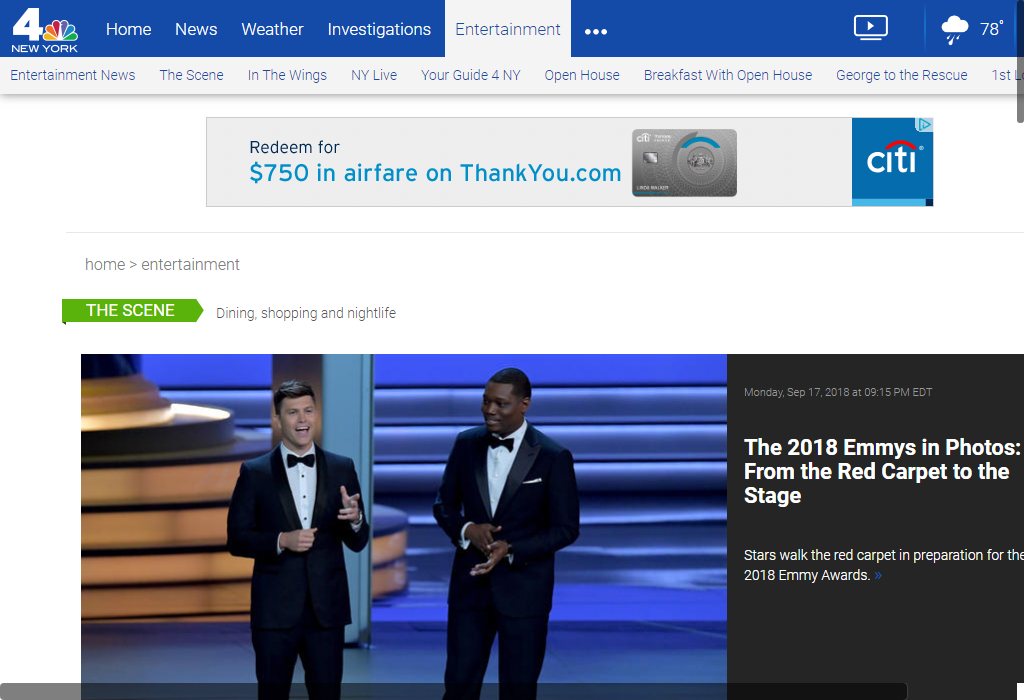 4
NEW YORK
Home News Weather Investigations Entertainment •••
78°
Entertainment News The Scene In The Wings NY Live Your Guide 4 NY Open House Breakfast With Open House George to the Rescue 1st L
Redeem for
$750 in airfare on ThankYou.com
citi
LINDA WALKER
citi
home > entertainment
THE SCENE
Dining, shopping and nightlife
Monday, Sep 17, 2018 at 09:15 PM EDT
The 2018 Emmys in Photos:
From the Red Carpet to the
Stage
Stars walk the red carpet in preparation for the
2018 Emmy Awards. »